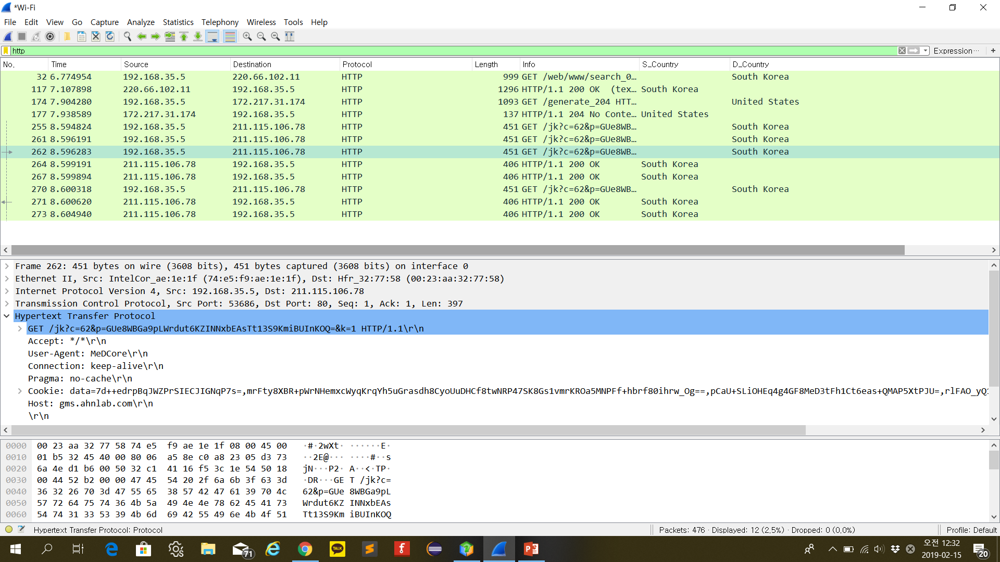 *Wi-Fi
File Edit View Go Capture Analyze Statistics Telephony Wireless Tools Help
http Expression… +
No. Time Source Destination Protocol Length Info S_Country D_Country
32 6.774954 192.168.35.5 220.66.102.11 HTTP 999 GET /web/www/search_0… South Korea
117 7.107898 220.66.102.11 192.168.35.5 HTTP 1296 HTTP/1.1 200 OK (tex… South Korea
174 7.904280 192.168.35.5 172.217.31.174 HTTP 1093 GET /generate_204 HTT… United States
177 7.938589 172.217.31.174 192.168.35.5 HTTP 137 HTTP/1.1 204 No Conte… United States
255 8.594824 192.168.35.5 211.115.106.78 HTTP 451 GET /jk?c=62&p=GUe8WB… South Korea
261 8.596191 192.168.35.5 211.115.106.78 HTTP 451 GET /jk?c=62&p=GUe8WB… South Korea
262 8.596283 192.168.35.5 211.115.106.78 HTTP 451 GET /jk?c=62&p=GUe8WB… South Korea
264 8.599191 211.115.106.78 192.168.35.5 HTTP 406 HTTP/1.1 200 OK South Korea
267 8.599894 211.115.106.78 192.168.35.5 HTTP 406 HTTP/1.1 200 OK South Korea
270 8.600318 192.168.35.5 211.115.106.78 HTTP 451 GET /jk?c=62&p=GUe8WB… South Korea
271 8.600620 211.115.106.78 192.168.35.5 HTTP 406 HTTP/1.1 200 OK South Korea
273 8.604940 211.115.106.78 192.168.35.5 HTTP 406 HTTP/1.1 200 OK South Korea
Frame 262: 451 bytes on wire (3608 bits), 451 bytes captured (3608 bits) on interface 0
Ethernet II, Src: IntelCor_ae:1e:1f (74:e5:f9:ae:1e:1f), Dst: Hfr_32:77:58 (00:23:aa:32:77:58)
Internet Protocol Version 4, Src: 192.168.35.5, Dst: 211.115.106.78
Transmission Control Protocol, Src Port: 53686, Dst Port: 80, Seq: 1, Ack: 1, Len: 397
Hypertext Transfer Protocol
GET /jk?c=62&p=GUe8WBGa9pLWrdut6KZINNxbEAsTt13S9KmiBUInKOQ=&k=1 HTTP/1.1\r\n
Accept: */*\r\n
User-Agent: MeDCore\r\n
Connection: keep-alive\r\n
Pragma: no-cache\r\n
Cookie: data=7d++edrpBqJWZPrSIECJIGNqP7s=,mrFty8XBR+pWrNHemxcWyqKrqYh5uGrasdh8CyoUuDHCf8twNRP47SK8Gs1vmrKROa5MNPFf+hbrf80ihrw_Og==,pCaU+SLiOHEq4g4GF8MeD3tFh1Ct6eas+QMAP5XtPJU=,rlFAO_yQ1
Host: gms.ahnlab.com\r\n
\r\n
0000 00 23 aa 32 77 58 74 e5 f9 ae 1e 1f 08 00 45 00 ·#·2wXt· ······E·
0010 01 b5 32 45 40 00 80 06 a5 8e c0 a8 23 05 d3 73 ··2E@··· ····#··s
0020 6a 4e d1 b6 00 50 32 c1 41 16 f5 3c 1e 54 50 18 jN···P2· A··<·TP·
0030 00 44 52 b2 00 00 47 45 54 20 2f 6a 6b 3f 63 3d ·DR···GE T /jk?c=
0040 36 32 26 70 3d 47 55 65 38 57 42 47 61 39 70 4c 62&p=GUe 8WBGa9pL
0050 57 72 64 75 74 36 4b 5a 49 4e 4e 78 62 45 41 73 Wrdut6KZ INNxbEAs
0060 54 74 31 33 53 39 4b 6d 69 42 55 49 6e 4b 4f 51 Tt13S9Km iBUInKOQ
Hypertext Transfer Protocol: Protocol Packets: 476 · Displayed: 12 (2.5%) · Dropped: 0 (0.0%) Profile: Default
71 TALK 오전 12:32
2019-02-15 20